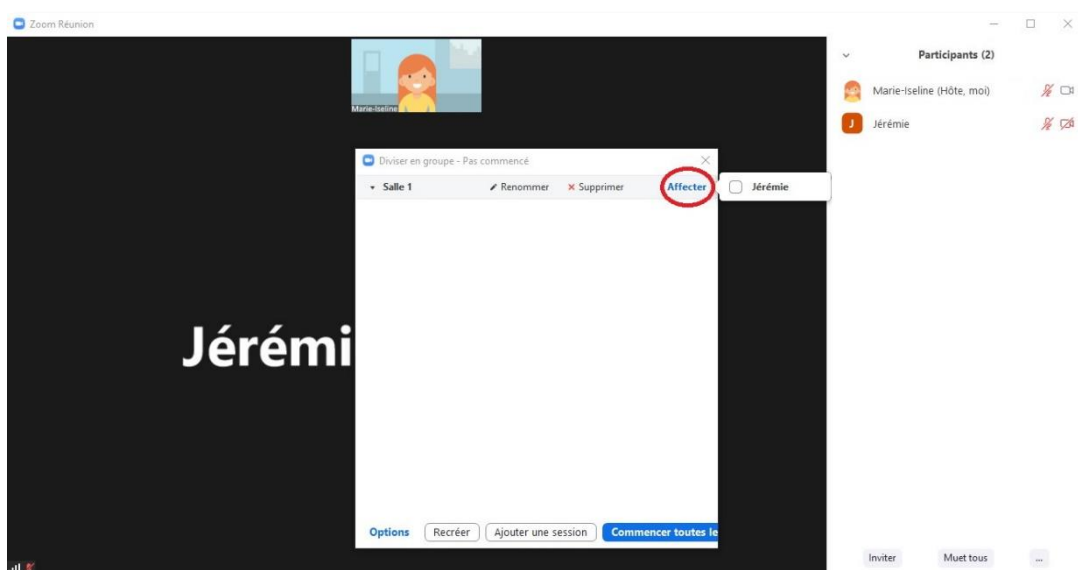 Zoom Réunion
Marie-Iseline
Participants (2)
Marie-Iseline (Hôte, moi)
J Jérémie
Diviser en groupe - Pas commencé
Salle 1 Renommer Supprimer Affecter Jérémie
Jérémi
Options Recréer Ajouter une session Commencer toutes le
Inviter Muet tous ...